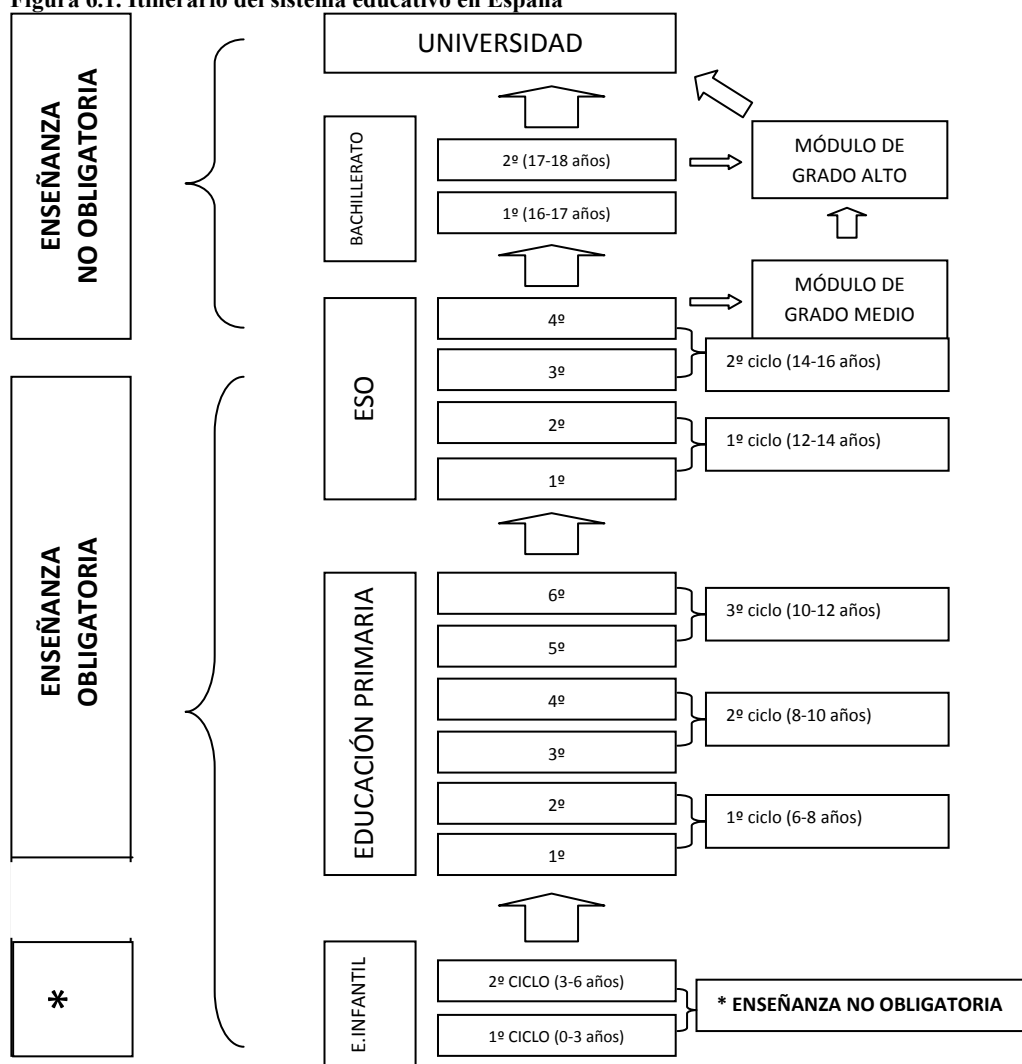 Figura 6.1. Itinerario del sistema educativo en España
UNIVERSIDAD
ENSEÑANZA
NO OBLIGATORIA
BACHILLERATO
2º (17-18 años)
1º (16-17 años)
MÓDULO DE
GRADO ALTO
MÓDULO DE
GRADO MEDIO
ESO
4º
3º
2º ciclo (14-16 años)
2º
1º
1º ciclo (12-14 años)
ENSEÑANZA
OBLIGATORIA
EDUCACIÓN PRIMARIA
6º
5º
3º ciclo (10-12 años)
4º
3º
2º ciclo (8-10 años)
2º
1º
1º ciclo (6-8 años)
*
E.INFANTIL
2º CICLO (3-6 años)
1º CICLO (0-3 años)
* ENSEÑANZA NO OBLIGATORIA